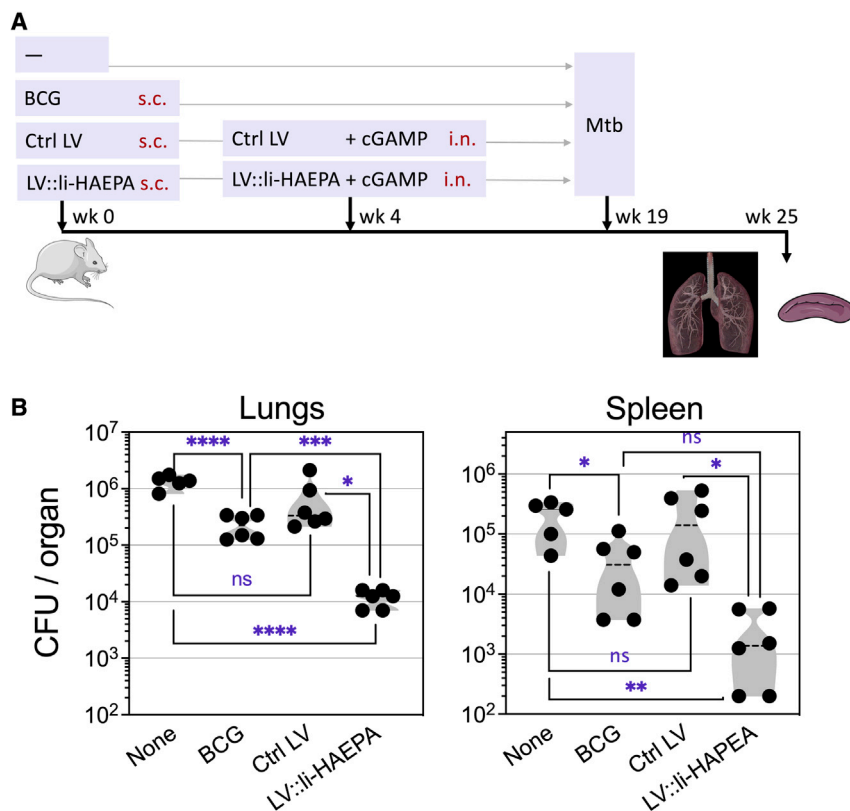 A
—
BCG s.c.
Ctrl LV s.c. Ctrl LV + cGAMP i.n.
LV::li-HAEPA s.c. LV::li-HAEPA + cGAMP i.n.
Mtb
wk 0 wk 4 wk 19 wk 25
B
Lungs
CFU / organ
10⁷
10⁶
10⁵
10⁴
10³
10²
**** ***
*
ns
****
None BCG Ctrl LV LV::li-HAEPA
Spleen
10⁶
10⁵
10⁴
10³
10²
ns
* *
ns
**
None BCG Ctrl LV LV::li-HAPEA